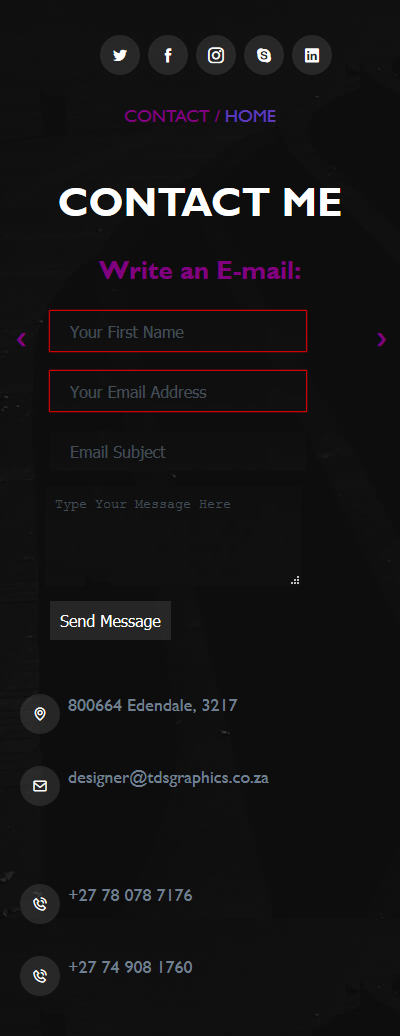 CONTACT / HOME
CONTACT ME
Write an E-mail:
Your First Name
Your Email Address
Email Subject
Type Your Message Here
Send Message
800664 Edendale, 3217
designer@tdsgraphics.co.za
+27 78 078 7176
+27 74 908 1760